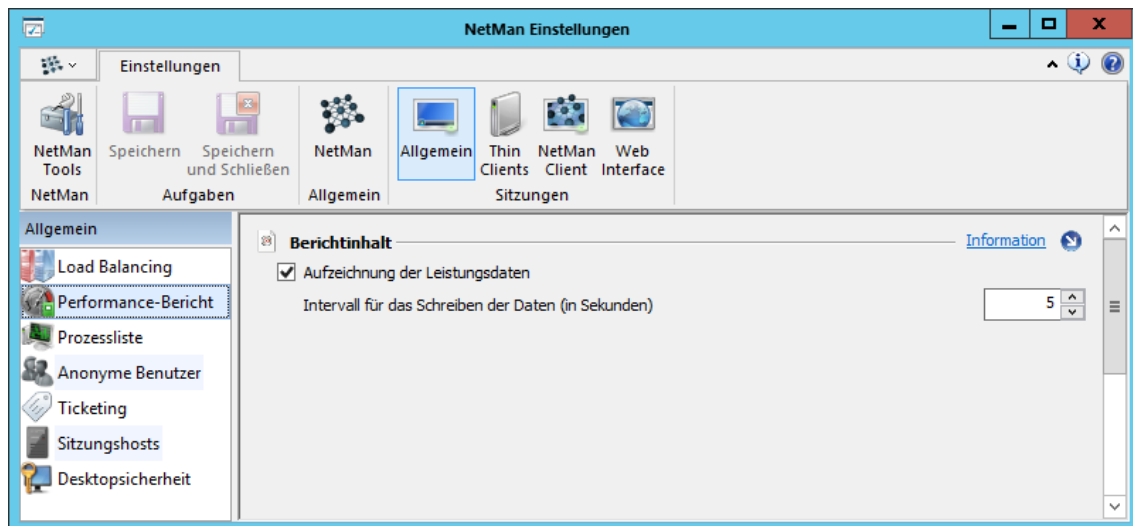 NetMan Einstellungen
Einstellungen
NetMan Tools
Speichern
Speichern und Schließen
NetMan
Allgemein
Thin Clients
NetMan Client
Web Interface
NetMan
Aufgaben
Allgemein
Sitzungen
Allgemein
Load Balancing
Performance-Bericht
Prozessliste
Anonyme Benutzer
Ticketing
Sitzungshosts
Desktopsicherheit
Berichtinhalt
Information
Aufzeichnung der Leistungsdaten
Intervall für das Schreiben der Daten (in Sekunden)
5